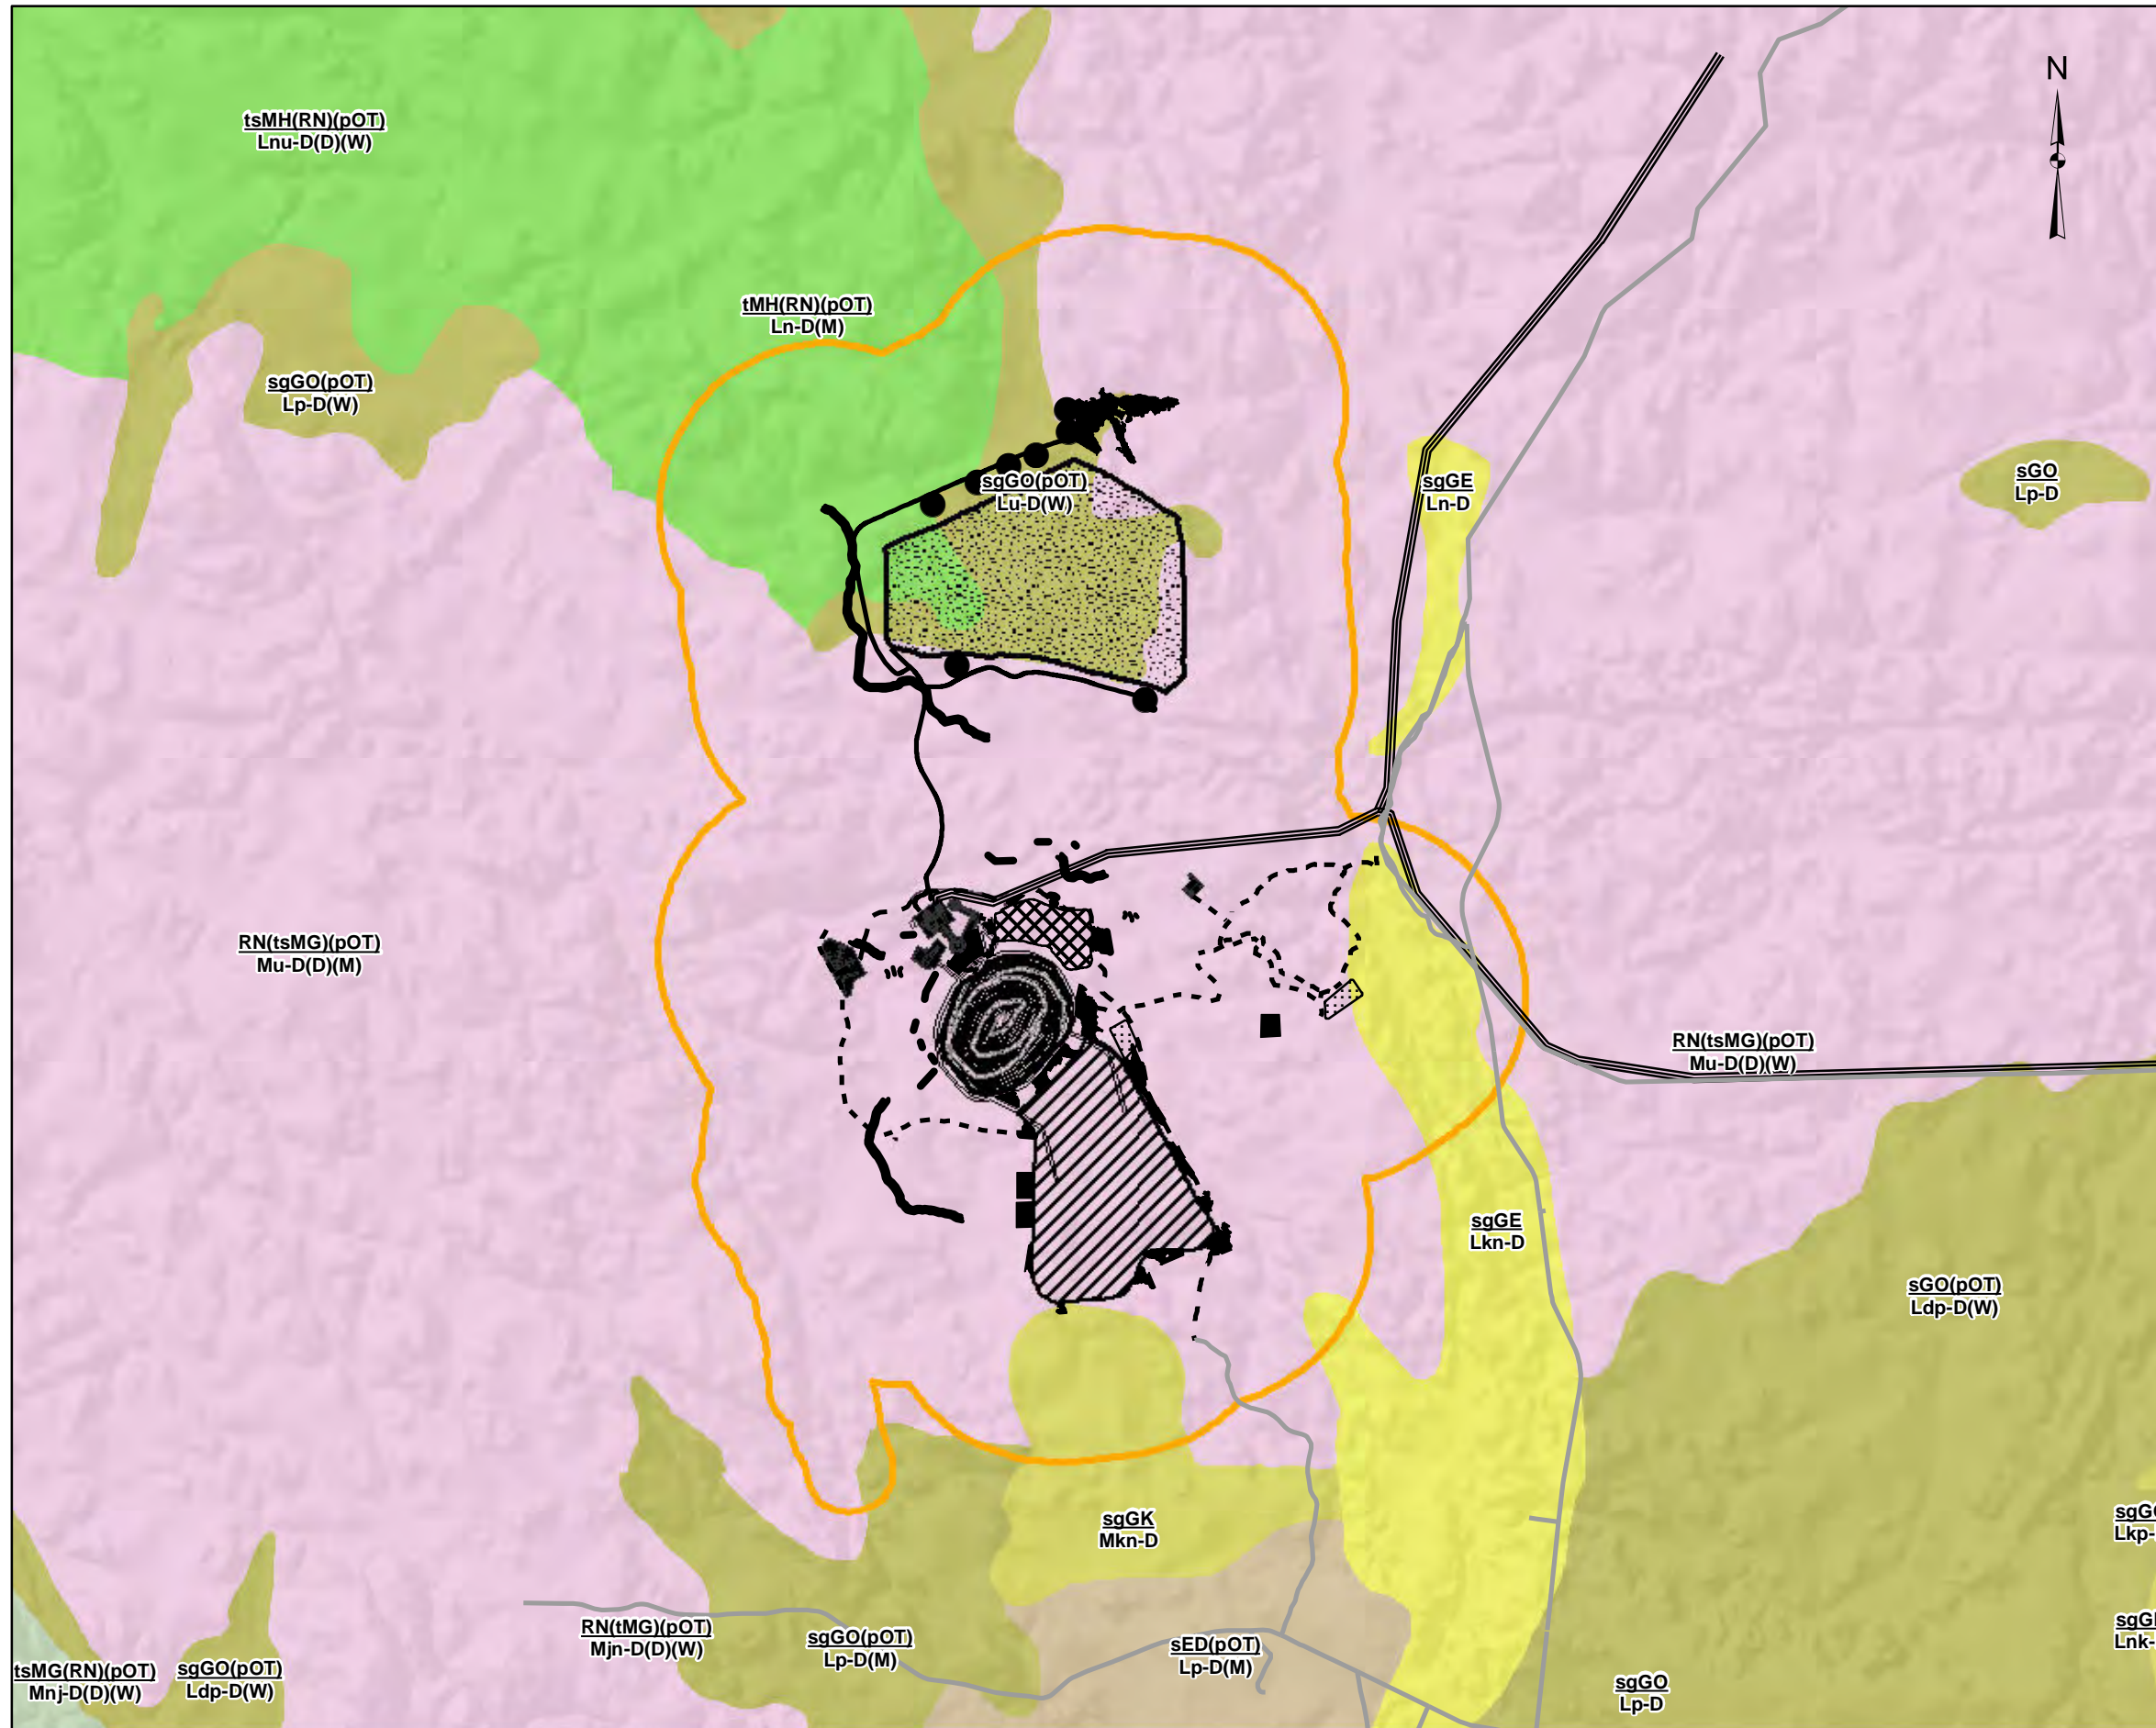 N
tsMH(RN)(pOT)
Lnu-D(D)(W)
tMH(RN)(pOT)
Ln-D(M)
sgGO(pOT)
Lp-D(W)
sgGO(pOT)
Lu-D(W)
sgGE
Ln-D
sGO
Lp-D
RN(tsMG)(pOT)
Mu-D(D)(M)
RN(tsMG)(pOT)
Mu-D(D)(W)
sgGE
Lkn-D
sGO(pOT)
Ldp-D(W)
sgGK
Mkn-D
RN(tMG)(pOT)
Mjn-D(D)(W)
sgGO(pOT)
Lp-D(M)
sED(pOT)
Lp-D(M)
tsMG(RN)(pOT)
Mnj-D(D)(W)
sgGO(pOT)
Ldp-D(W)
sgGO
Lp-D
Lkp-
Lnk-